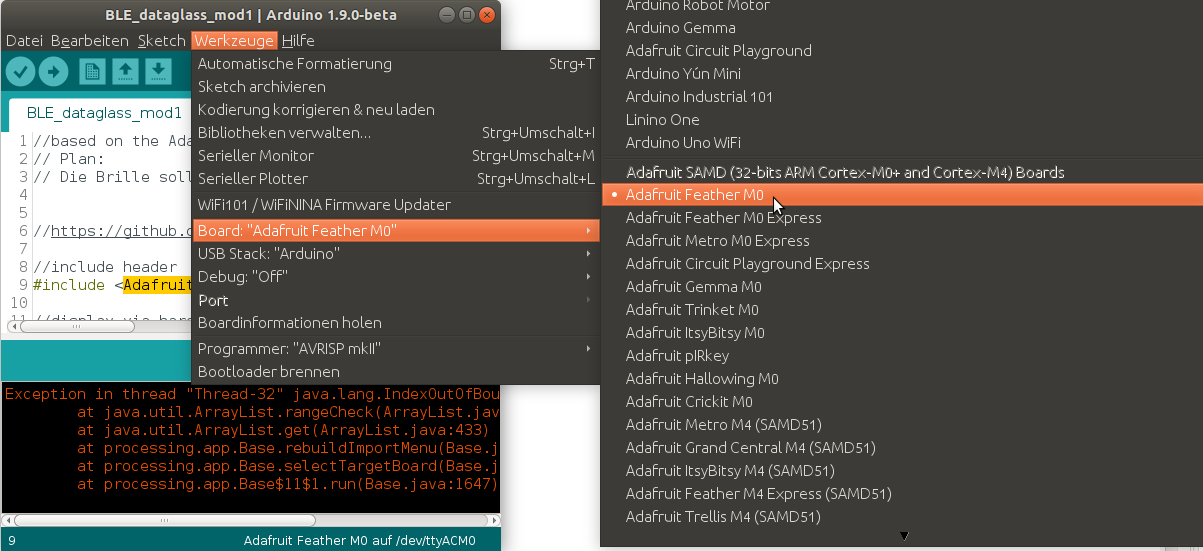 BLE_dataglass_mod1 | Arduino 1.9.0-beta
Datei Bearbeiten Sketch Werkzeuge Hilfe
BLE_dataglass_mod1
1 //based on the Ada
2 // Plan:
3 // Die Brille soll
4
5
6 //https://github.c
7
8 //include header
9 #include <Adafruit
10
Automatische Formatierung Strg+T
Sketch archivieren
Kodierung korrigieren & neu laden
Bibliotheken verwalten... Strg+Umschalt+I
Serieller Monitor Strg+Umschalt+M
Serieller Plotter Strg+Umschalt+L
WiFi101 / WiFiNINA Firmware Updater
Board: "Adafruit Feather M0"
USB Stack: "Arduino"
Debug: "Off"
Port
Boardinformationen holen
Programmer: "AVRISP mkII"
Bootloader brennen
Arduino Robot Motor
Arduino Gemma
Adafruit Circuit Playground
Arduino Yún Mini
Arduino Industrial 101
Linino One
Arduino Uno WiFi
Adafruit SAMD (32-bits ARM Cortex-M0+ and Cortex-M4) Boards
Adafruit Feather M0
Adafruit Feather M0 Express
Adafruit Metro M0 Express
Adafruit Circuit Playground Express
Adafruit Gemma M0
Adafruit Trinket M0
Adafruit ItsyBitsy M0
Adafruit pIRkey
Adafruit Hallowing M0
Adafruit Crickit M0
Adafruit Metro M4 (SAMD51)
Adafruit Grand Central M4 (SAMD51)
Adafruit ItsyBitsy M4 (SAMD51)
Adafruit Feather M4 Express (SAMD51)
Adafruit Trellis M4 (SAMD51)
Exception in thread "Thread-32" java.lang.IndexOutOfBou
at java.util.ArrayList.rangeCheck(ArrayList.jav
at java.util.ArrayList.get(ArrayList.java:433)
at processing.app.Base.rebuildImportMenu(Base.j
at processing.app.Base.selectTargetBoard(Base.j
at processing.app.Base$11$1.run(Base.java:1647)
9 Adafruit Feather M0 auf /dev/ttyACM0